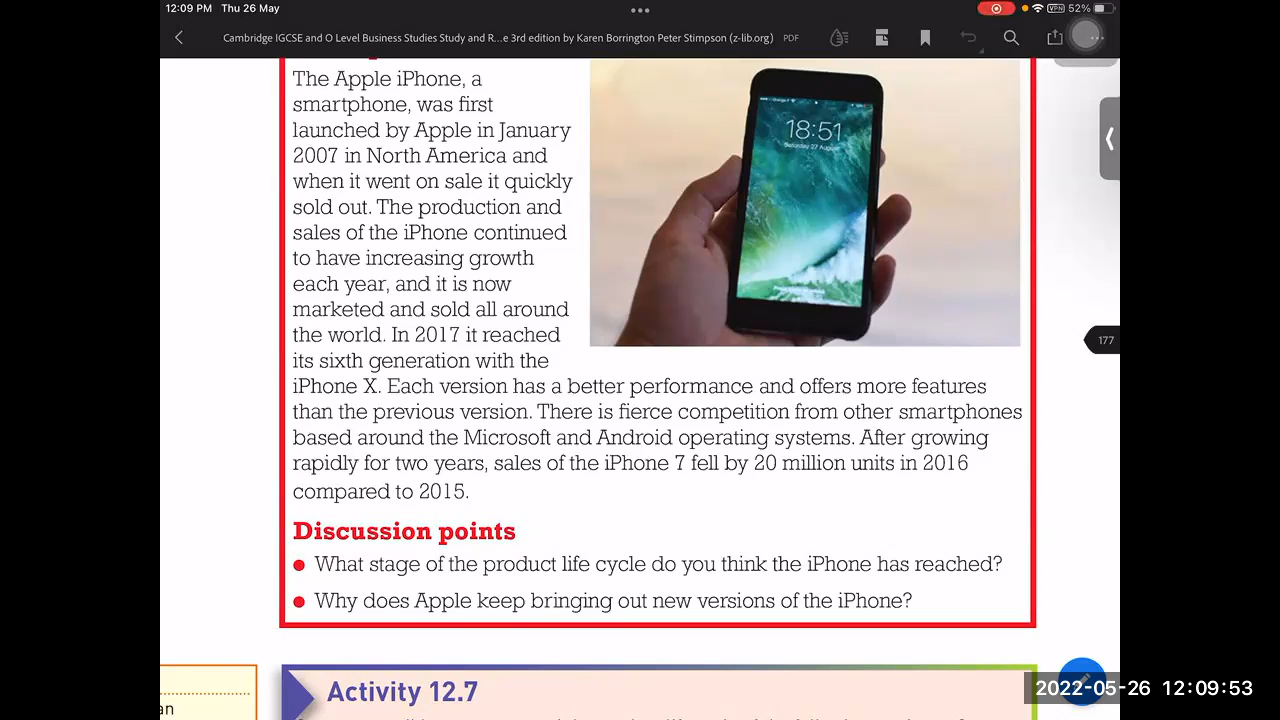 12:09 PM Thu 26 May
VPN 52%
Cambridge IGCSE and O Level Business Studies Study and R...e 3rd edition by Karen Borrington Peter Stimpson (z-lib.org) PDF
The Apple iPhone, a
smartphone, was first
launched by Apple in January
2007 in North America and
when it went on sale it quickly
sold out. The production and
sales of the iPhone continued
to have increasing growth
each year, and it is now
marketed and sold all around
the world. In 2017 it reached
its sixth generation with the
iPhone X. Each version has a better performance and offers more features
than the previous version. There is fierce competition from other smartphones
based around the Microsoft and Android operating systems. After growing
rapidly for two years, sales of the iPhone 7 fell by 20 million units in 2016
compared to 2015.
18:51
Saturday 27 August
177
Discussion points
• What stage of the product life cycle do you think the iPhone has reached?
• Why does Apple keep bringing out new versions of the iPhone?
Activity 12.7
an
2022-05-26 12:09:53